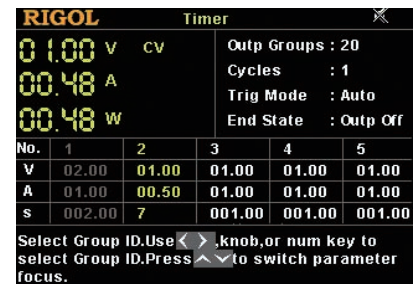 RIGOL Timer
01.00 V CV
00.48 A
00.48 W
Outp Groups : 20
Cycles : 1
Trig Mode : Auto
End State : Outp Off
No. 1 2 3 4 5
V 02.00 01.00 01.00 01.00 01.00
A 01.00 00.50 01.00 01.00 01.00
s 002.00 7 001.00 001.00 001.00
Select Group ID.Use < > ,knob,or num key to
select Group ID.Press ∧ ∨ to switch parameter
focus.